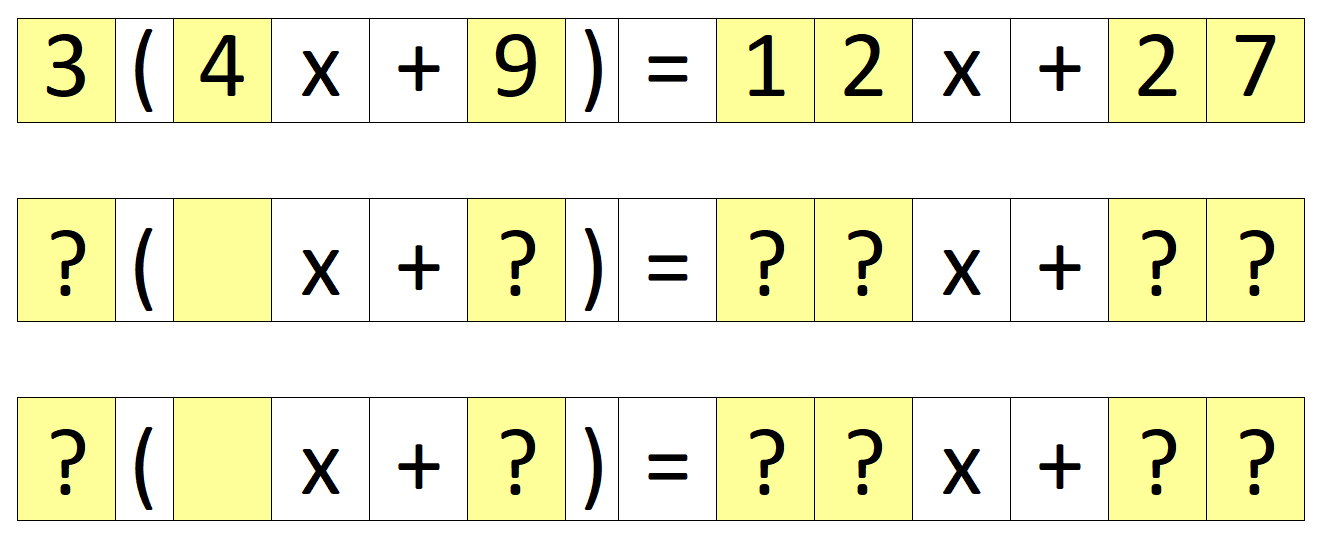 3 ( 4 x + 9 ) = 1 2 x + 2 7
? ( x + ? ) = ? ? x + ? ?
? ( x + ? ) = ? ? x + ? ?